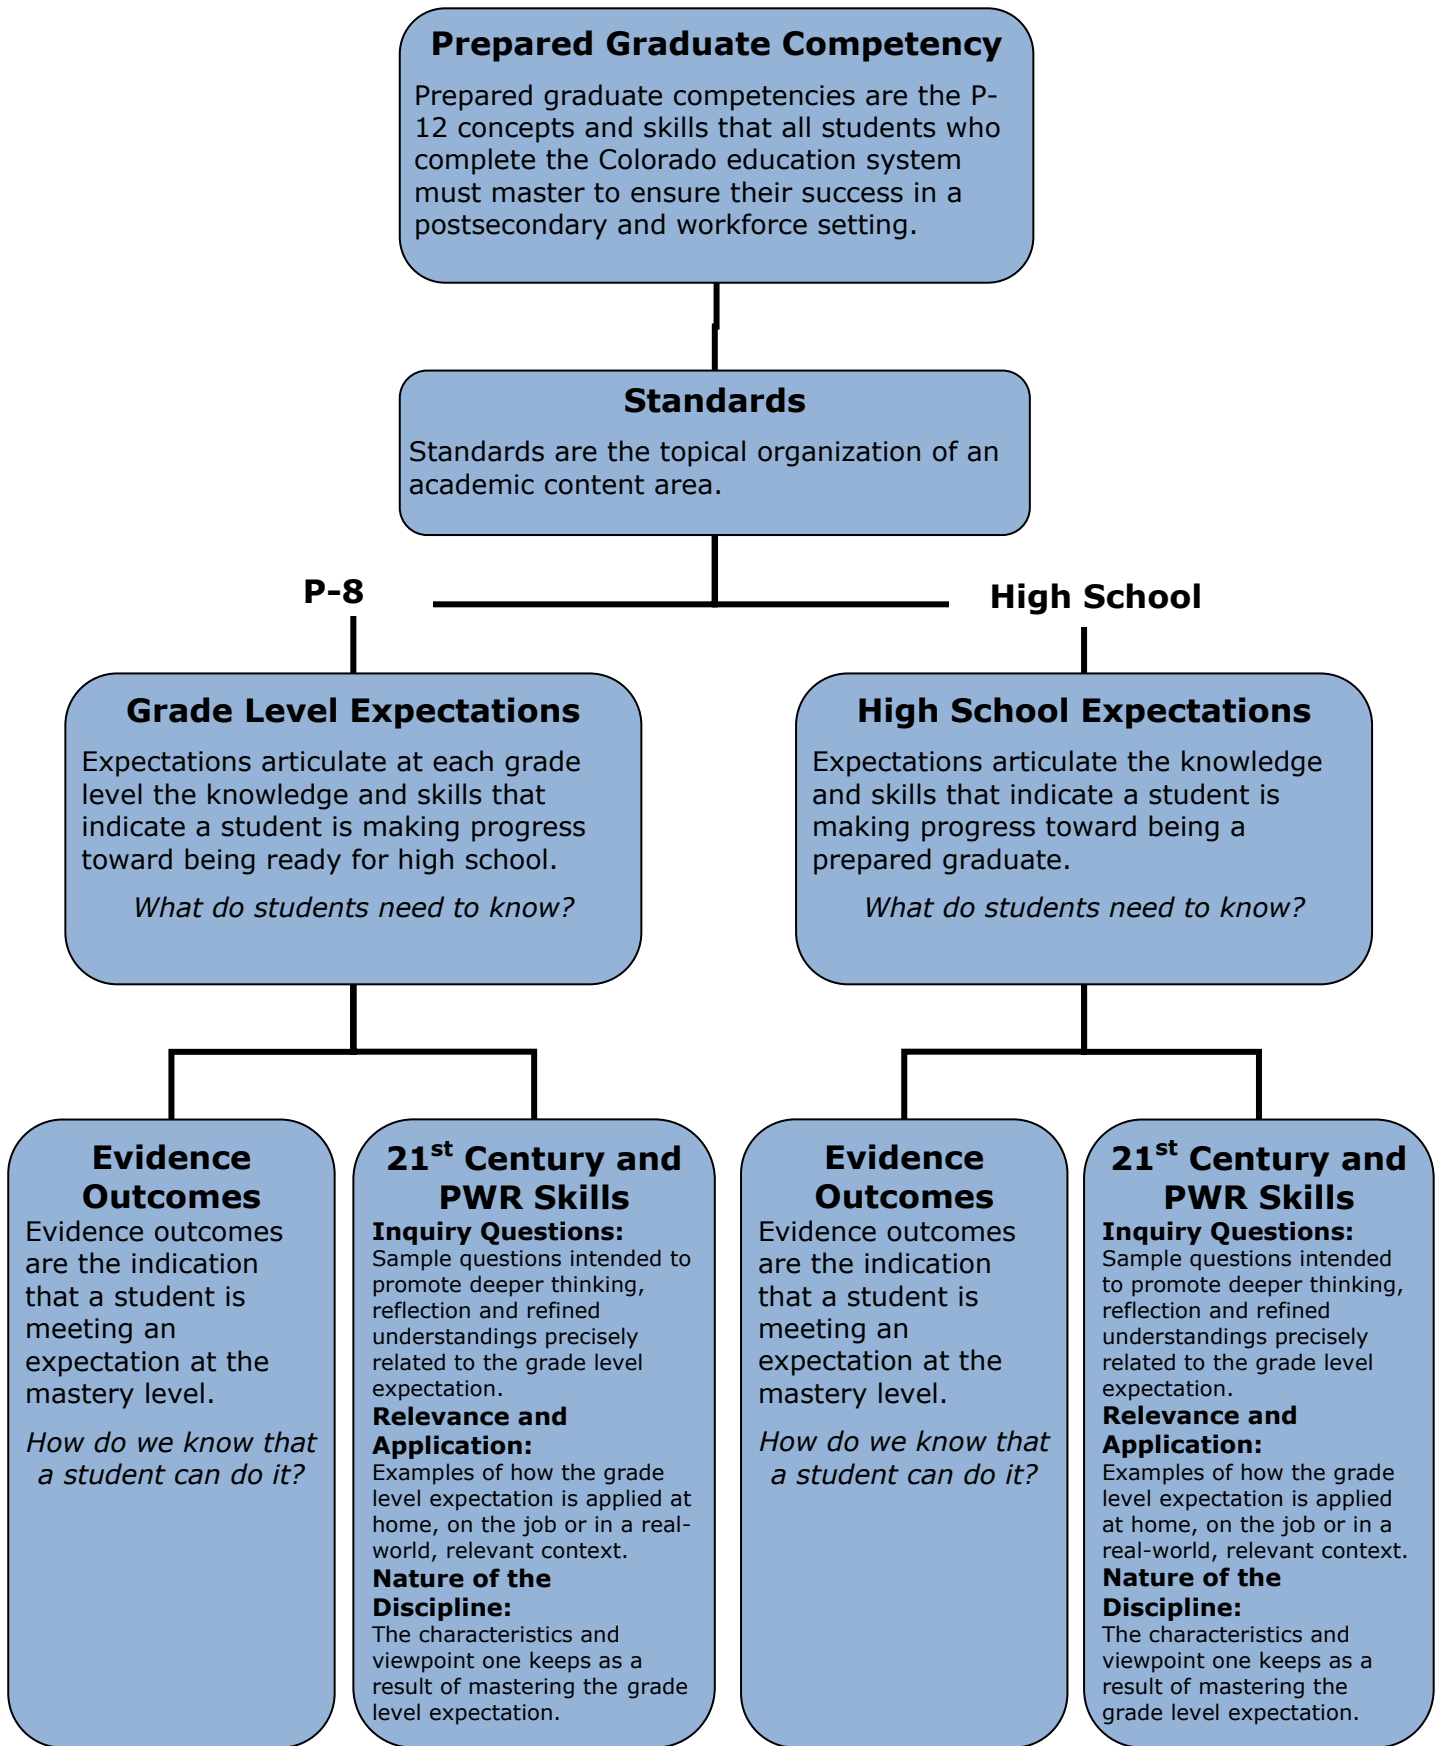 Prepared Graduate Competency
Prepared graduate competencies are the P-
12 concepts and skills that all students who
complete the Colorado education system
must master to ensure their success in a
postsecondary and workforce setting.
Standards
Standards are the topical organization of an
academic content area.
P-8
High School
Grade Level Expectations
Expectations articulate at each grade
level the knowledge and skills that
indicate a student is making progress
toward being ready for high school.
What do students need to know?
High School Expectations
Expectations articulate the knowledge
and skills that indicate a student is
making progress toward being a
prepared graduate.
What do students need to know?
Evidence
Outcomes
Evidence outcomes
are the indication
that a student is
meeting an
expectation at the
mastery level.
How do we know that
a student can do it?
21st Century and
PWR Skills
Inquiry Questions:
Sample questions intended to
promote deeper thinking,
reflection and refined
understandings precisely
related to the grade level
expectation.
Relevance and
Application:
Examples of how the grade
level expectation is applied at
home, on the job or in a real-
world, relevant context.
Nature of the
Discipline:
The characteristics and
viewpoint one keeps as a
result of mastering the grade
level expectation.
Evidence
Outcomes
Evidence outcomes
are the indication
that a student is
meeting an
expectation at the
mastery level.
How do we know that
a student can do it?
21st Century and
PWR Skills
Inquiry Questions:
Sample questions intended
to promote deeper thinking,
reflection and refined
understandings precisely
related to the grade level
expectation.
Relevance and
Application:
Examples of how the grade
level expectation is applied
at home, on the job or in a
real-world, relevant context.
Nature of the
Discipline:
The characteristics and
viewpoint one keeps as a
result of mastering the
grade level expectation.